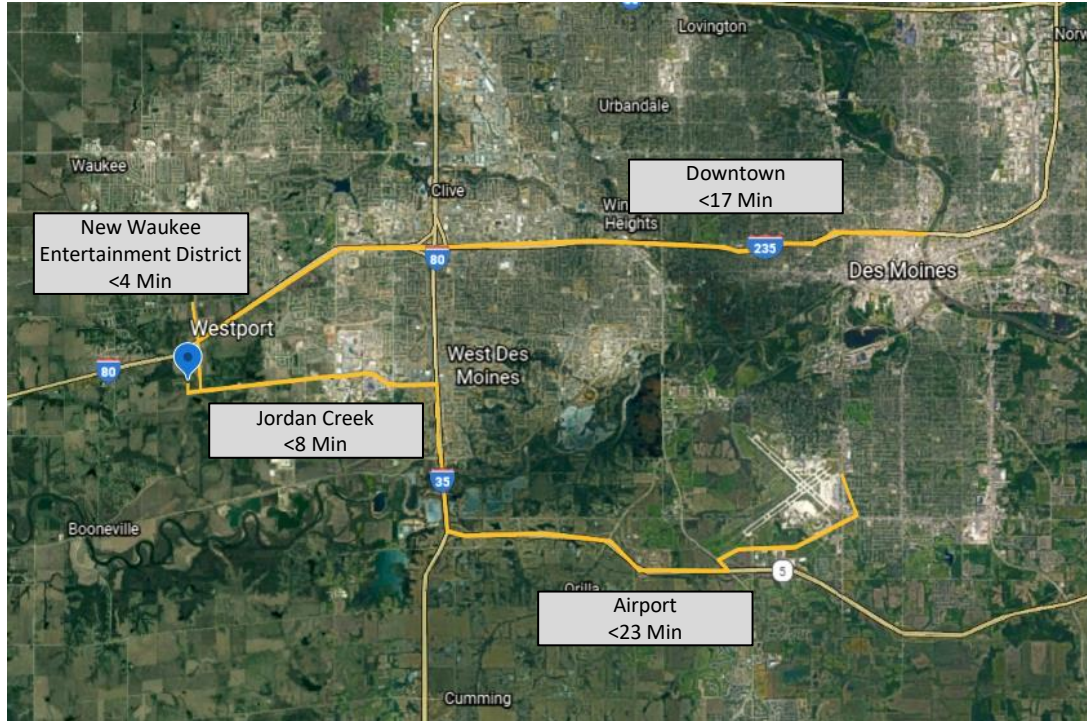 Lovington
Norw
Urbandale
Waukee
Downtown
<17 Min
Clive
Heights
New Waukee
Entertainment District
<4 Min
80
235
Des Moines
Westport
80
West Des
Moines
Jordan Creek
<8 Min
35
Booneville
5
Orilla
Airport
<23 Min
Cumming